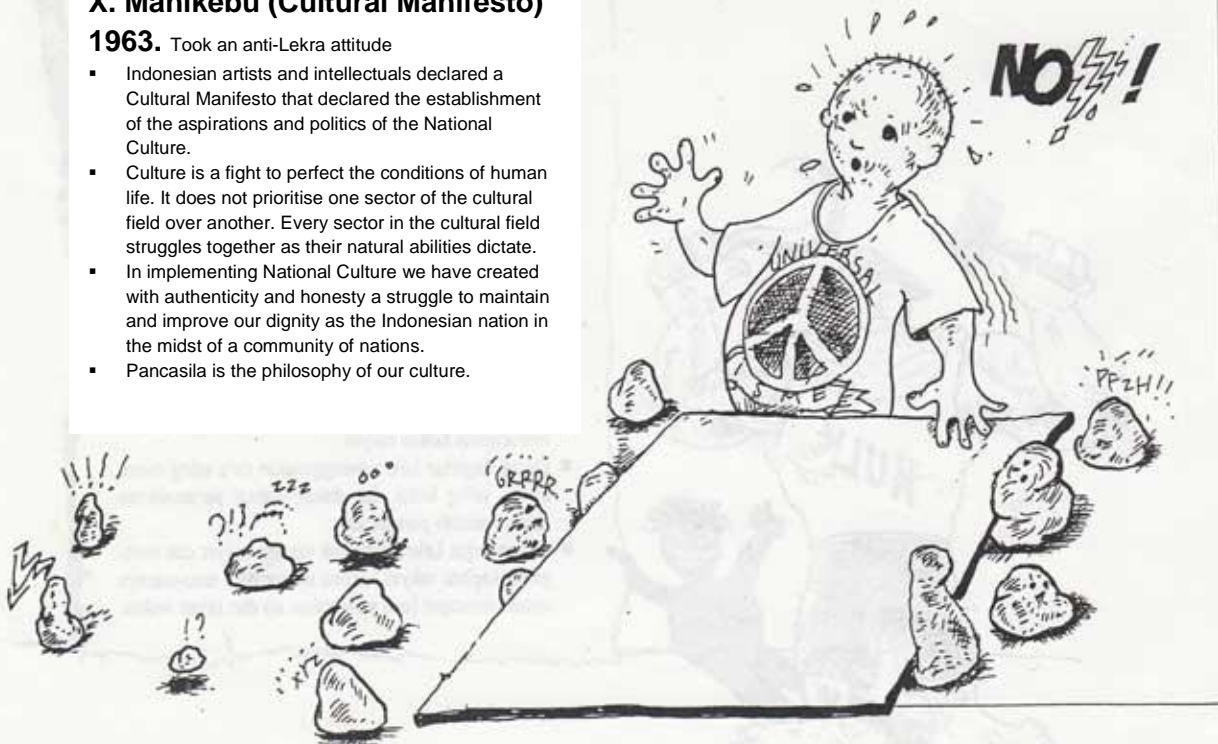 X. Manikebu (Cultural Manifesto)
1963. Took an anti-Lekra attitude
▪ Indonesian artists and intellectuals declared a
Cultural Manifesto that declared the establishment
of the aspirations and politics of the National
Culture.
▪ Culture is a fight to perfect the conditions of human
life. It does not prioritise one sector of the cultural
field over another. Every sector in the cultural field
struggles together as their natural abilities dictate.
▪ In implementing National Culture we have created
with authenticity and honesty a struggle to maintain
and improve our dignity as the Indonesian nation in
the midst of a community of nations.
▪ Pancasila is the philosophy of our culture.
NO !
UNIVERSAL
ISME
PFZH!!
GRRRR
zzz
?!
!?